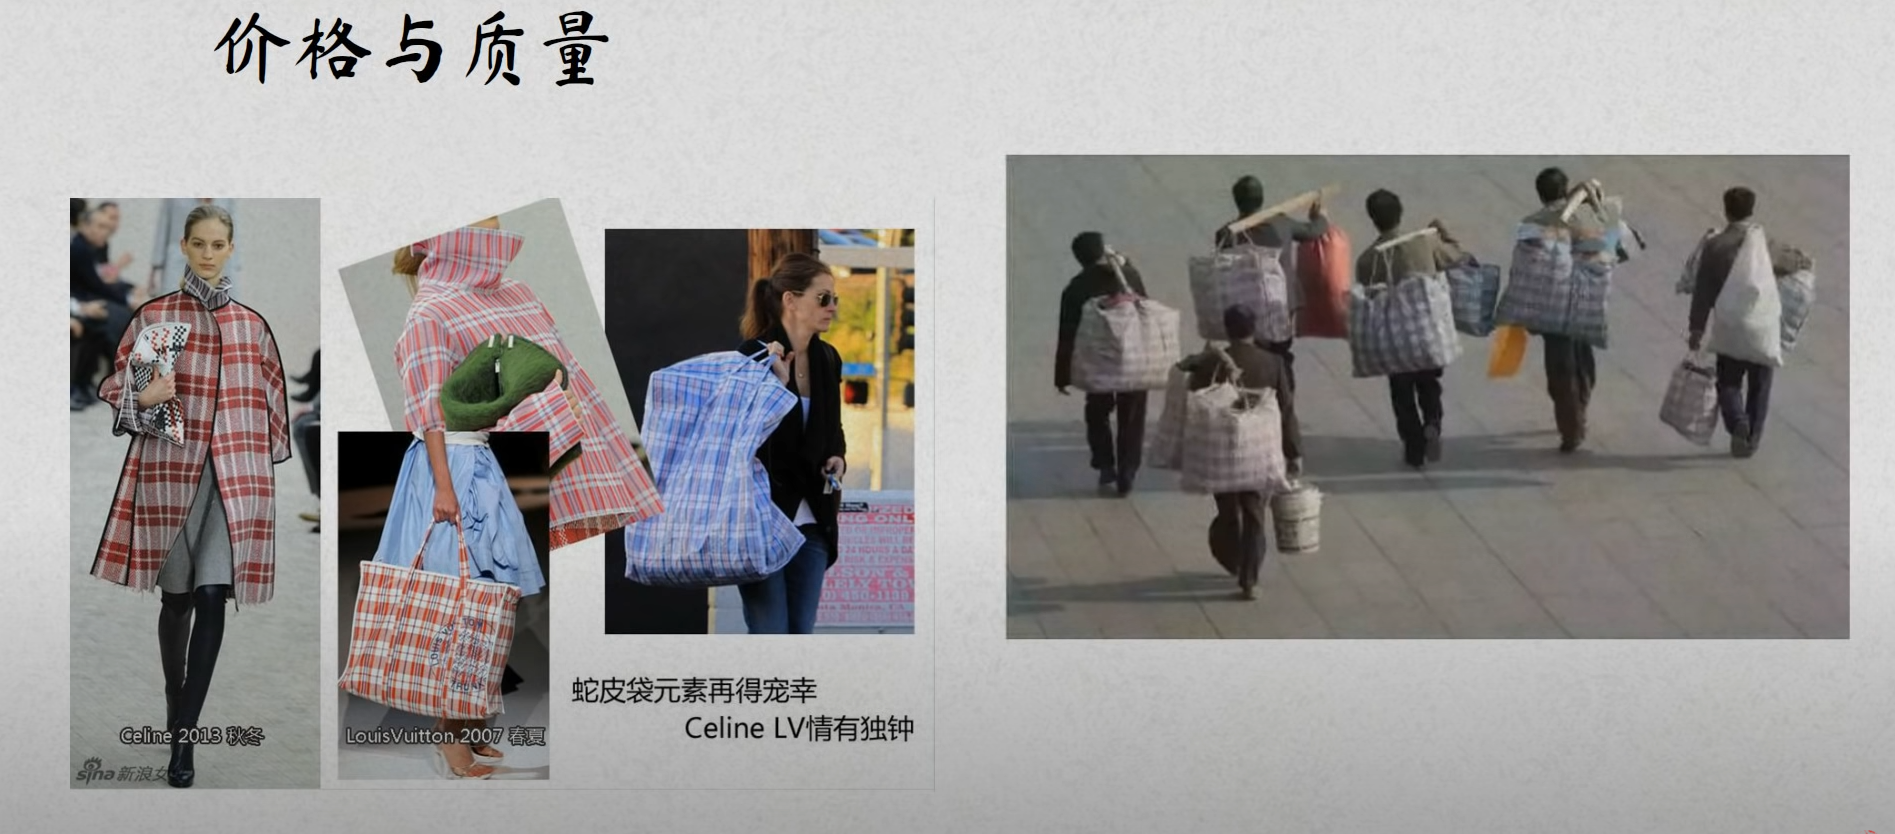 价格与质量
蛇皮袋元素再得宠幸
Celine LV情有独钟
Celine 2013 秋冬
LouisVuitton 2007 春夏
sina 新浪女